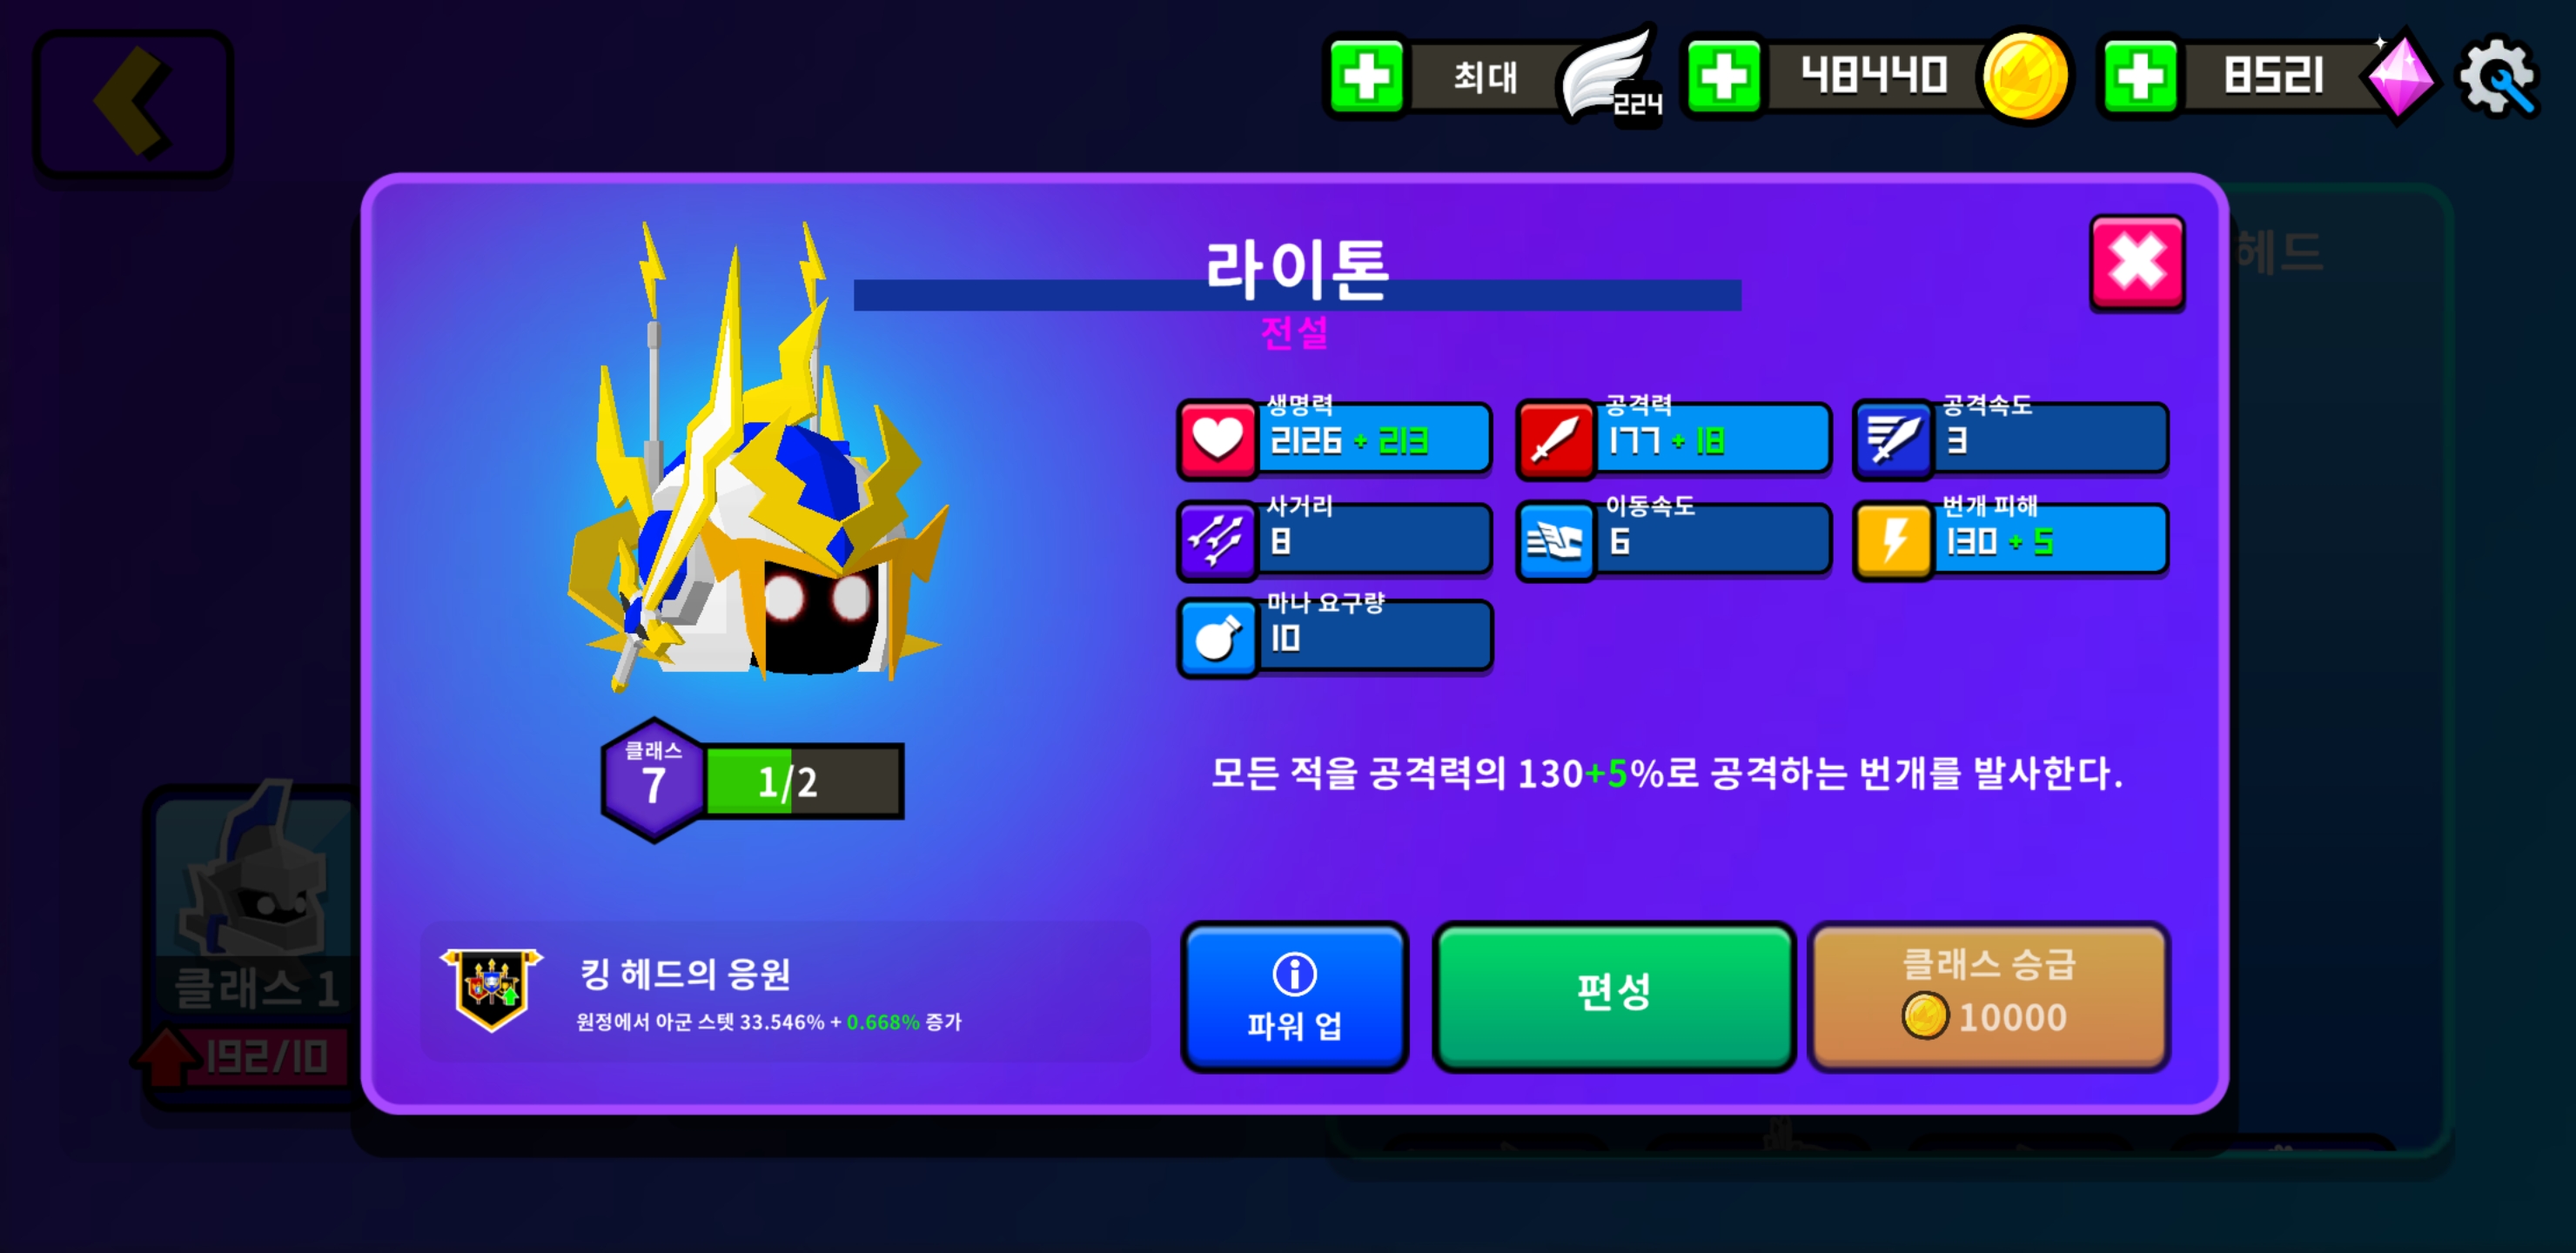 최대
224
48440
8521
헤드
라이톤
전설
생명력
2126 + 213
공격력
177 + 18
공격속도
3
사거리
8
이동속도
6
번개 피해
130 + 5
마나 요구량
10
클래스
7
1/2
모든 적을 공격력의 130+5%로 공격하는 번개를 발사한다.
클래스 1
192/10
킹 헤드의 응원
원정에서 아군 스텟 33.546% + 0.668% 증가
파워 업
편성
클래스 승급
10000